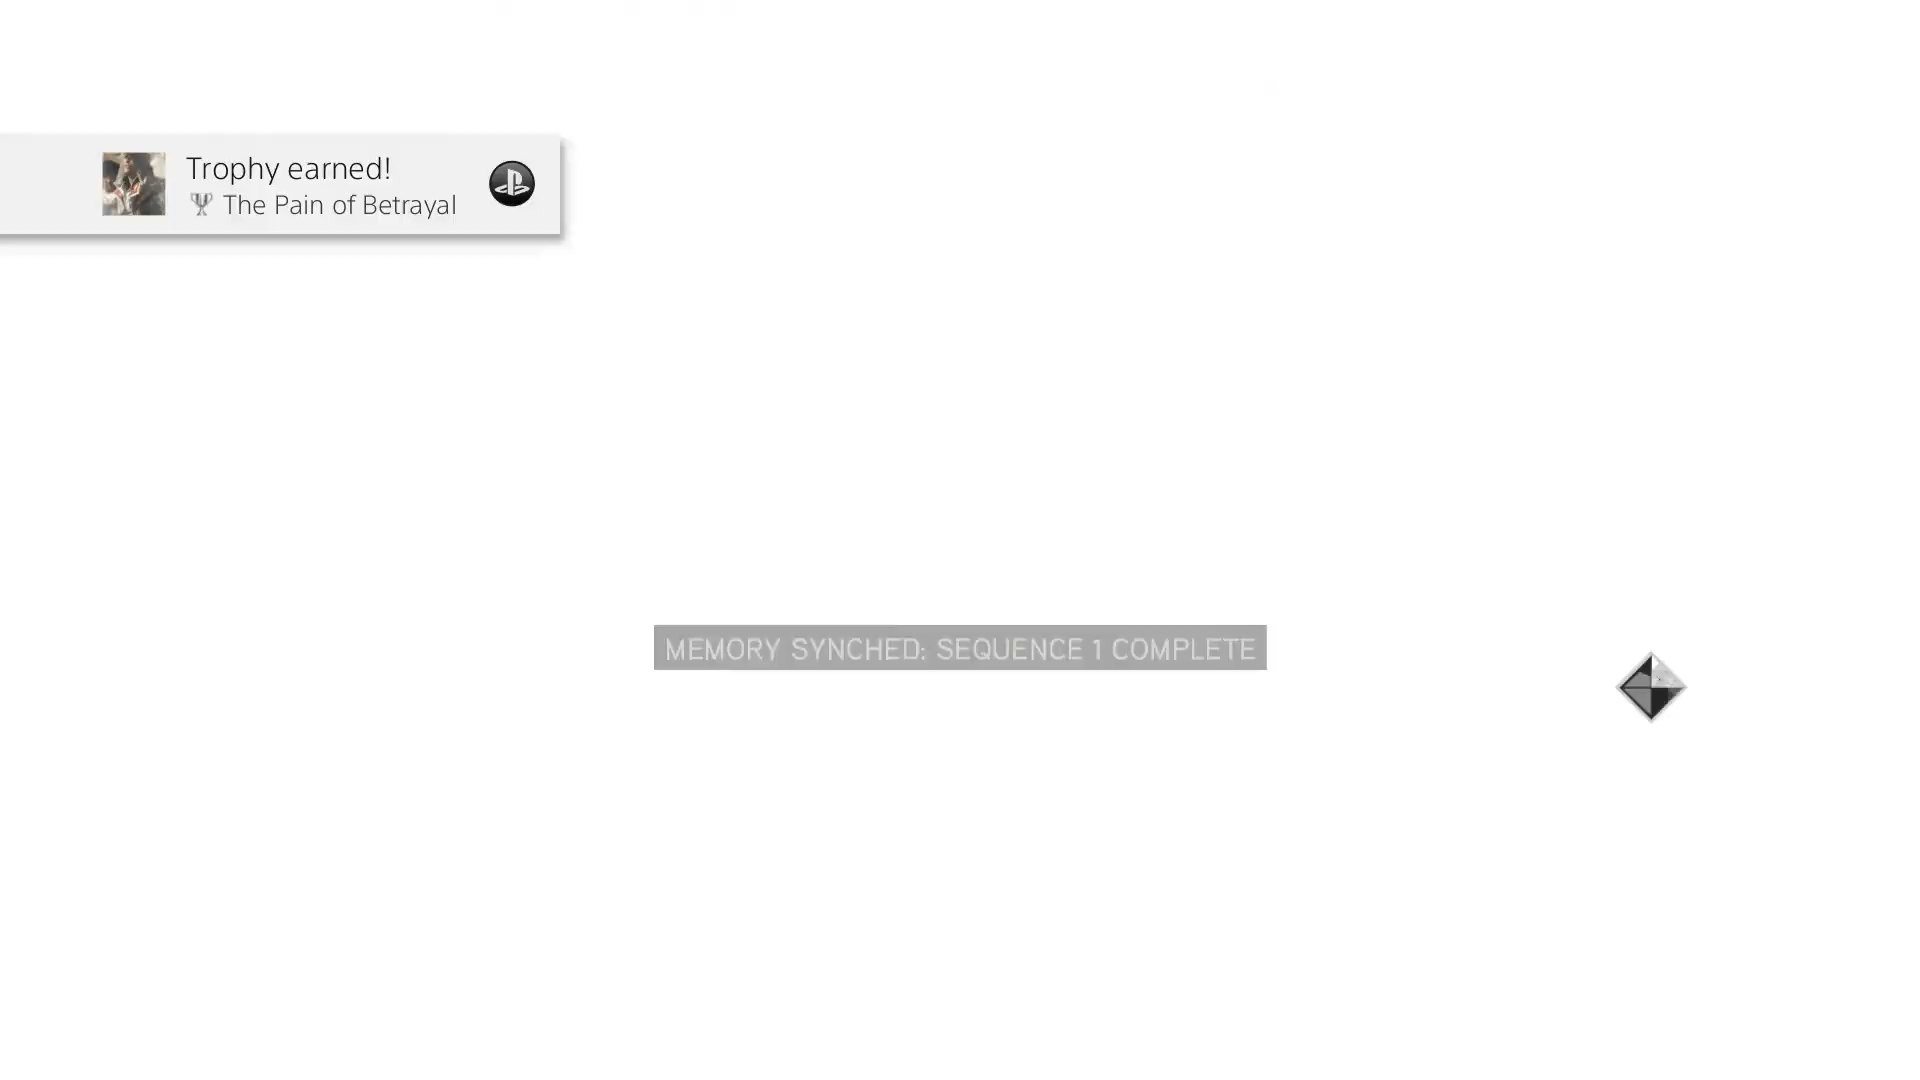 Trophy earned!
The Pain of Betrayal
MEMORY SYNCHED: SEQUENCE 1 COMPLETE